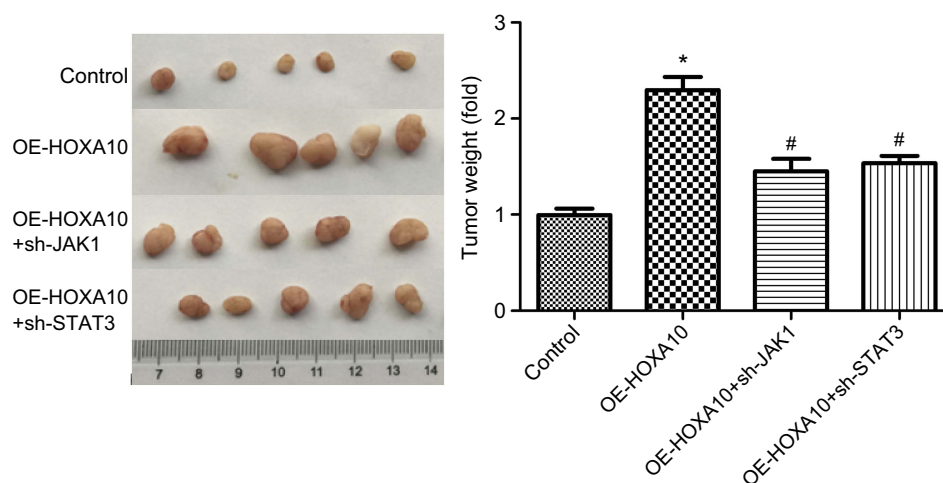 Control
OE-HOXA10
OE-HOXA10
+sh-JAK1
OE-HOXA10
+sh-STAT3
7 8 9 10 11 12 13 14
Tumor weight (fold)
3
2
1
0
*
#
#
Control
OE-HOXA10
OE-HOXA10+sh-JAK1
OE-HOXA10+sh-STAT3